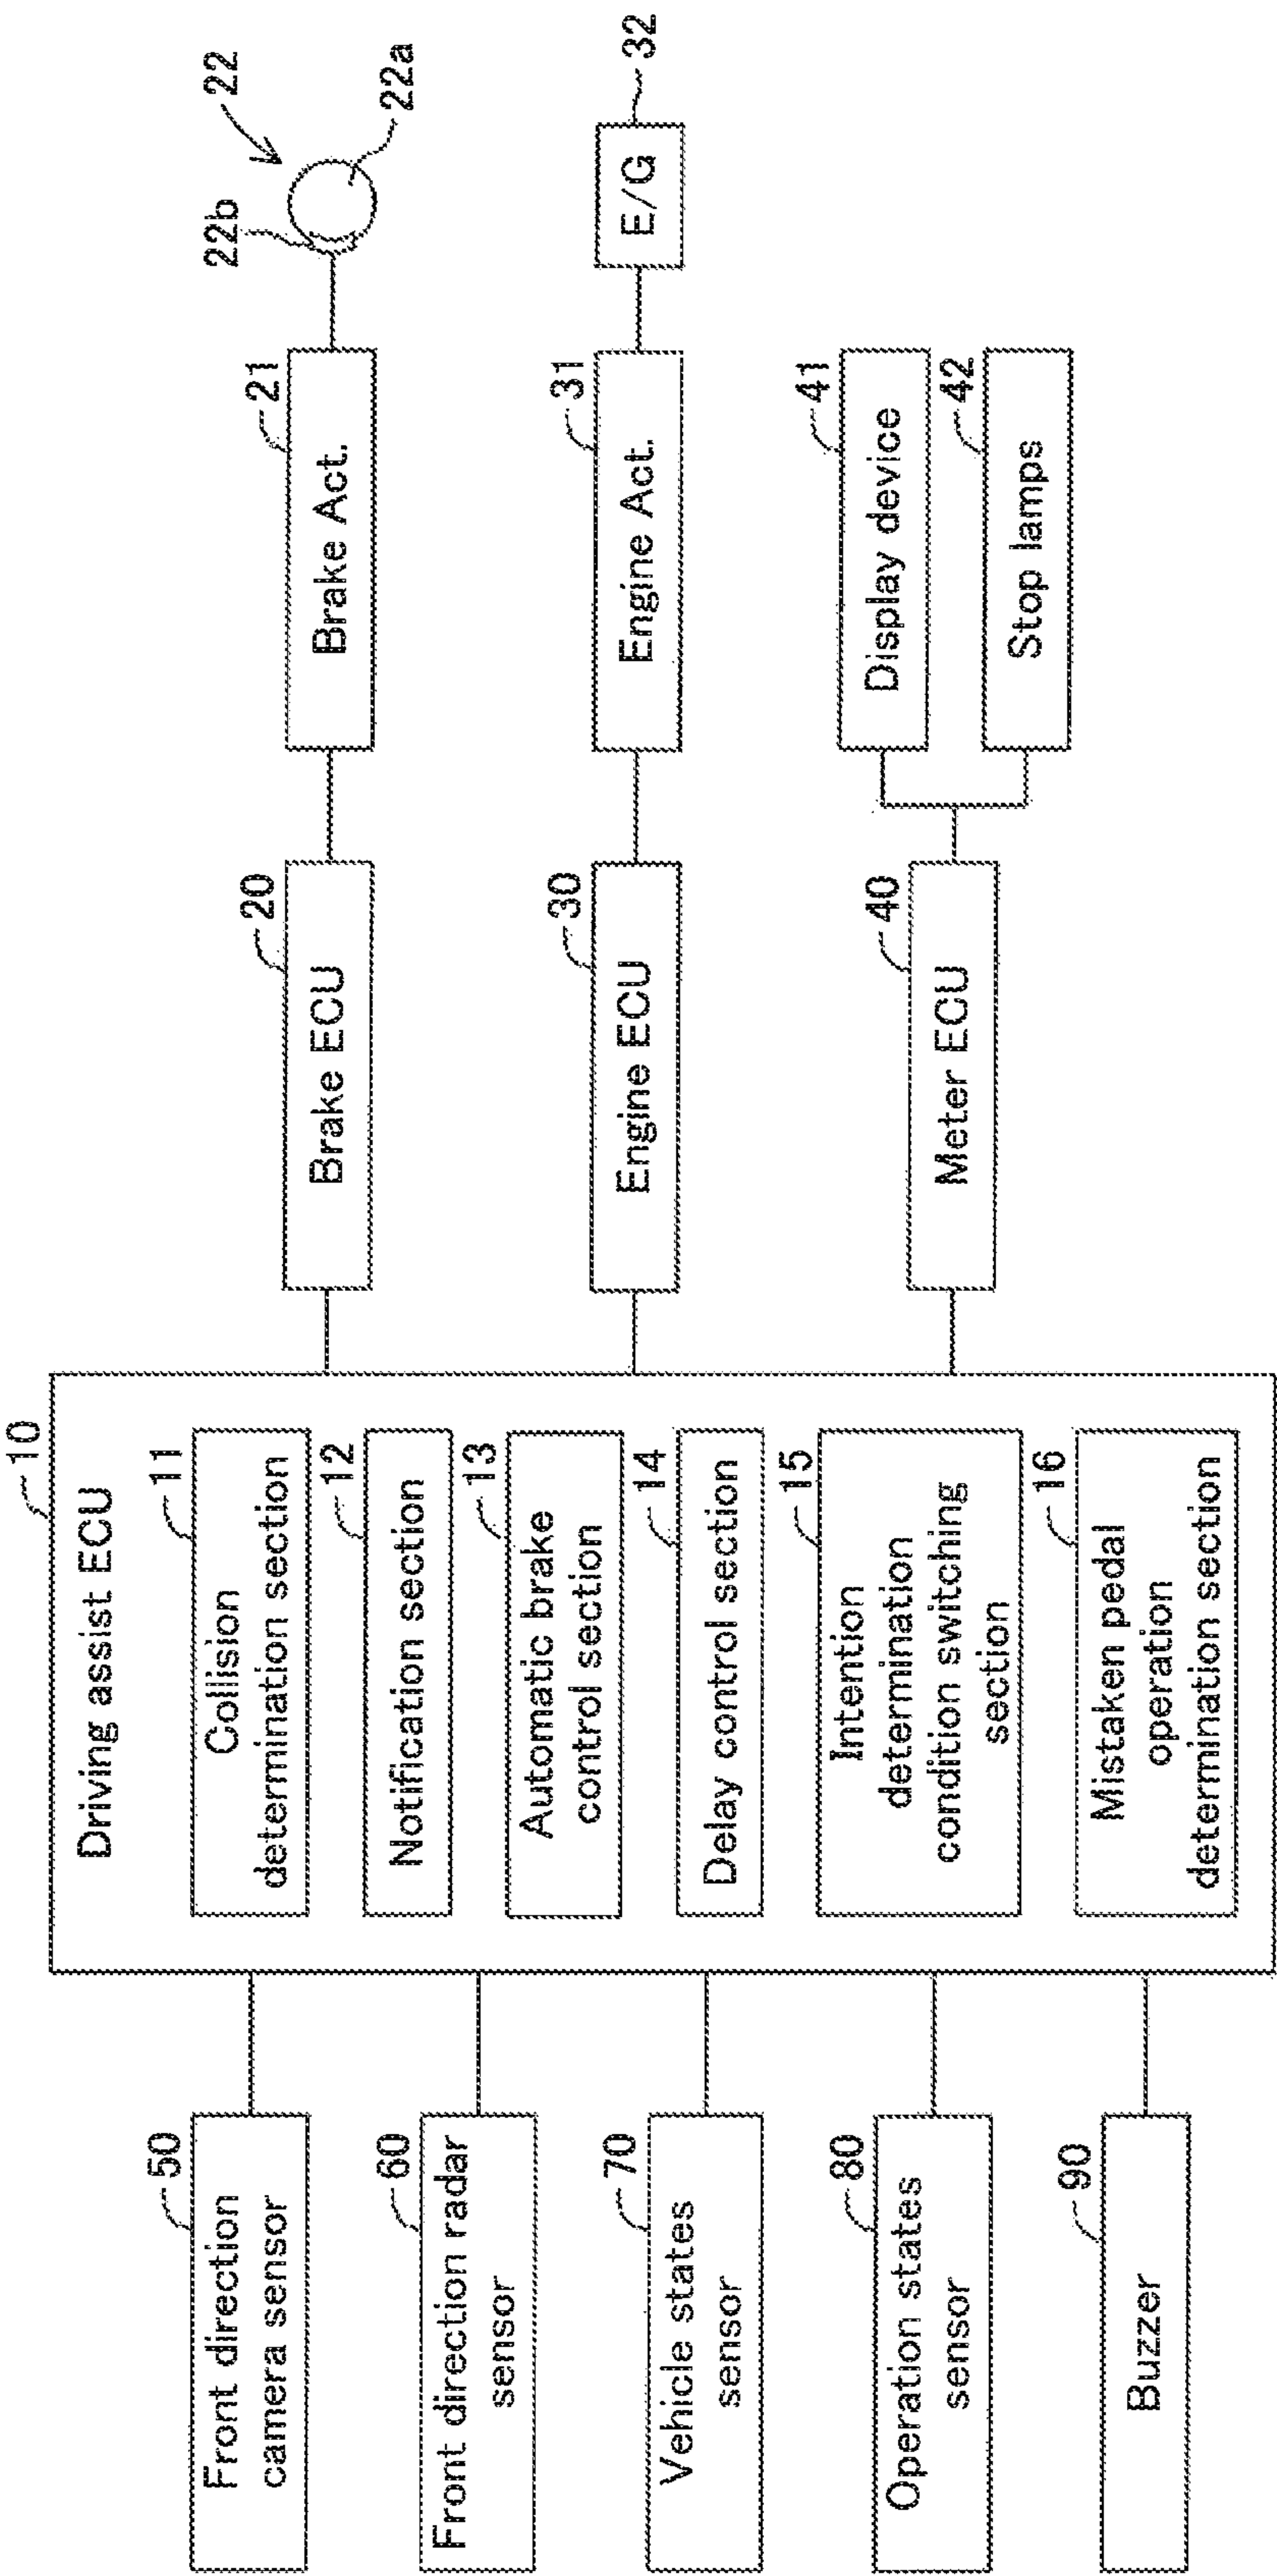 10
Driving assist ECU
50
Front direction
camera sensor
60
Front direction radar
sensor
70
Vehicle states
sensor
80
Operation states
sensor
90
Buzzer
11
Collision
determination section
12
Notification section
13
Automatic brake
control section
14
Delay control section
15
Intention
determination
condition switching
section
16
Mistaken pedal
operation
determination section
20
Brake ECU
30
Engine ECU
40
Meter ECU
21
Brake Act.
31
Engine Act.
41
Display device
42
Stop lamps
22
22b
22a
E/G
32